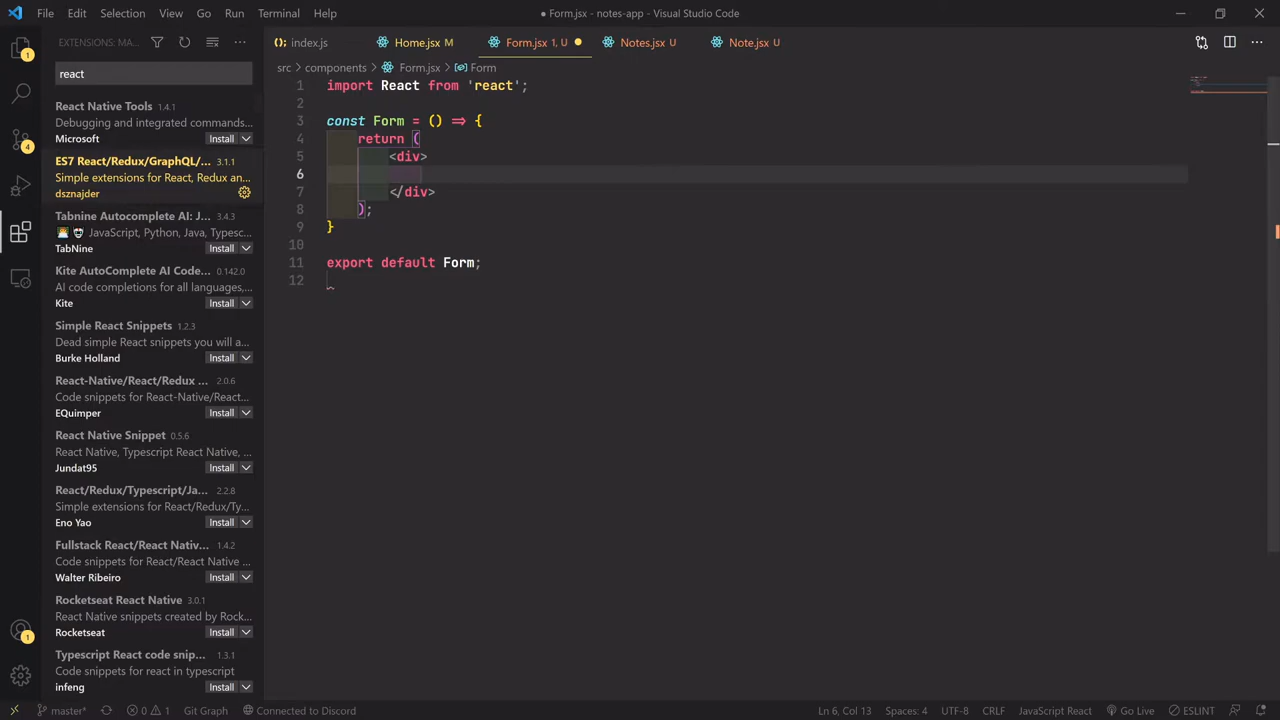 File Edit Selection View Go Run Terminal Help
● Form.jsx - notes-app - Visual Studio Code
EXTENSIONS: MA...
index.js
Home.jsx M
Form.jsx 1, U
Notes.jsx U
Note.jsx U
src > components > Form.jsx > Form
react
React Native Tools 1.4.1
Debugging and integrated commands...
Microsoft Install
ES7 React/Redux/GraphQL/... 3.1.1
Simple extensions for React, Redux an...
dsznajder
Tabnine Autocomplete AI: J... 3.4.3
JavaScript, Python, Java, Typesc...
TabNine Install
Kite AutoComplete AI Code... 0.142.0
AI code completions for all languages,...
Kite Install
Simple React Snippets 1.2.3
Dead simple React snippets you will a...
Burke Holland Install
React-Native/React/Redux ... 2.0.6
Code snippets for React-Native/React...
EQuimper Install
React Native Snippet 0.5.6
React Native, Typescript React Native, ...
Jundat95 Install
React/Redux/Typescript/Ja... 2.2.8
Simple extensions for React/Redux/Ty...
Eno Yao Install
Fullstack React/React Nativ... 1.4.2
Code snippets for React/React Native ...
Walter Ribeiro Install
Rocketseat React Native 3.0.1
React Native snippets created by Rock...
Rocketseat Install
Typescript React code snip... 1.3.1
Code snippets for react in typescript
infeng Install
1 import React from 'react';
2
3 const Form = () => {
4 return (
5 <div>
6
7 </div>
8 );
9 }
10
11 export default Form;
12
1
4
1
master* 0 1 Git Graph Connected to Discord
Ln 6, Col 13 Spaces: 4 UTF-8 CRLF JavaScript React Go Live ESLINT